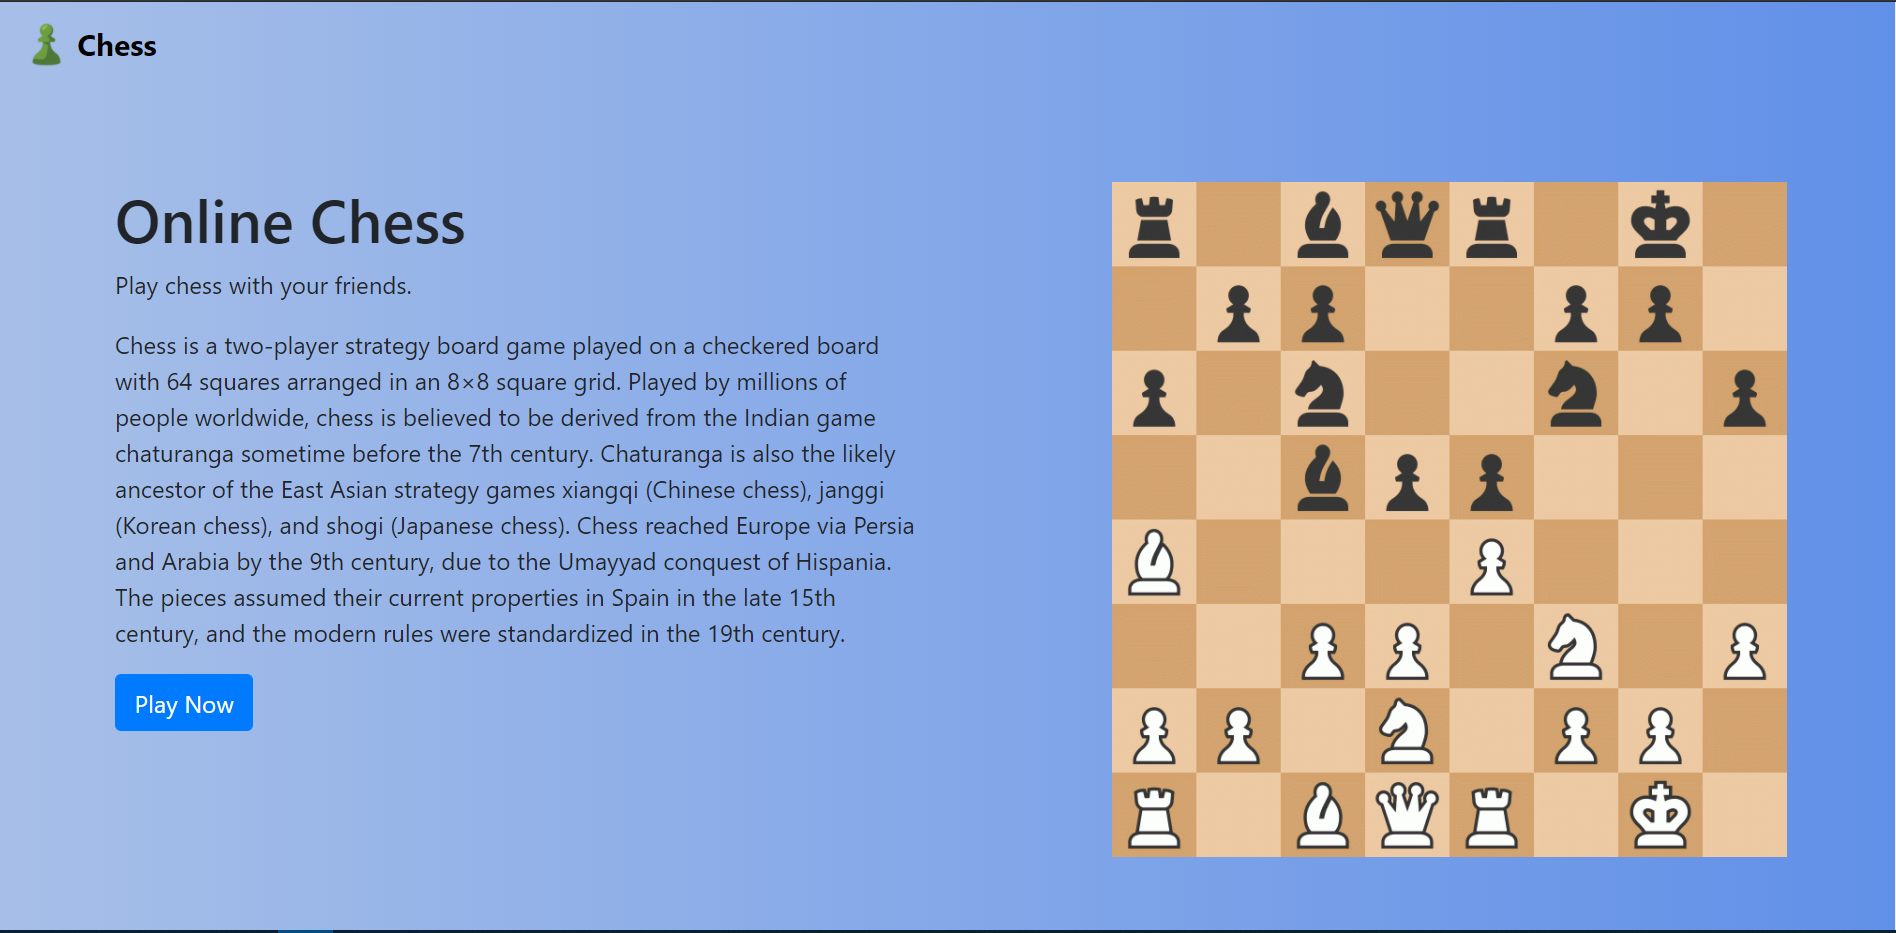 Chess
Online Chess
Play chess with your friends.
Chess is a two-player strategy board game played on a checkered board
with 64 squares arranged in an 8×8 square grid. Played by millions of
people worldwide, chess is believed to be derived from the Indian game
chaturanga sometime before the 7th century. Chaturanga is also the likely
ancestor of the East Asian strategy games xiangqi (Chinese chess), janggi
(Korean chess), and shogi (Japanese chess). Chess reached Europe via Persia
and Arabia by the 9th century, due to the Umayyad conquest of Hispania.
The pieces assumed their current properties in Spain in the late 15th
century, and the modern rules were standardized in the 19th century.
Play Now